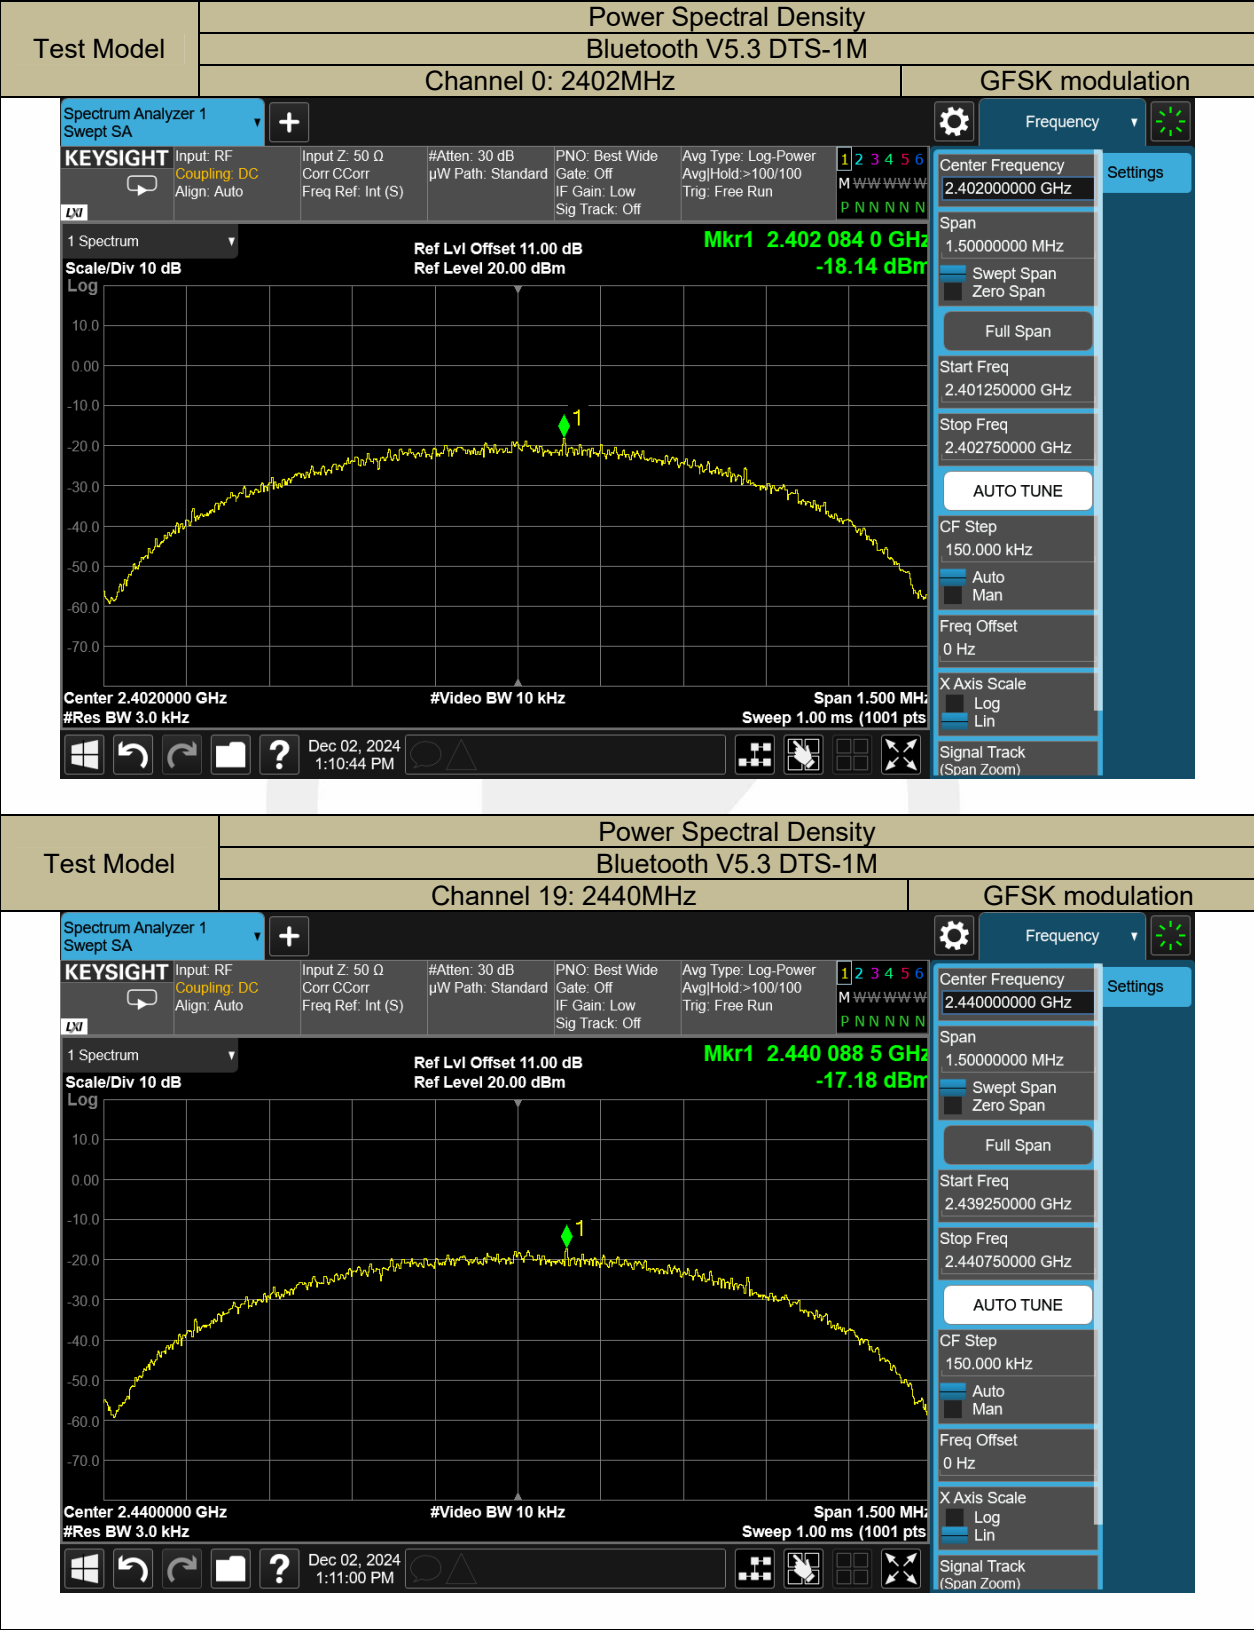 Test Model
Power Spectral Density
Bluetooth V5.3 DTS-1M
Channel 0: 2402MHz
GFSK modulation
Spectrum Analyzer 1
Swept SA
Frequency
KEYSIGHT
LXI
Input: RF
Coupling: DC
Align: Auto
Input Z: 50 Ω
Corr CCorr
Freq Ref: Int (S)
#Atten: 30 dB
µW Path: Standard
PNO: Best Wide
Gate: Off
IF Gain: Low
Sig Track: Off
Avg Type: Log-Power
Avg|Hold:>100/100
Trig: Free Run
1 2 3 4 5 6
M W W W W W
P N N N N N
1 Spectrum
Scale/Div 10 dB
Log
Ref Lvl Offset 11.00 dB
Ref Level 20.00 dBm
Mkr1 2.402 084 0 GHz
-18.14 dBm
10.0
0.00
-10.0
-20.0
-30.0
-40.0
-50.0
-60.0
-70.0
1
Center 2.4020000 GHz
#Res BW 3.0 kHz
#Video BW 10 kHz
Span 1.500 MHz
Sweep 1.00 ms (1001 pts
Dec 02, 2024
1:10:44 PM
Center Frequency
2.402000000 GHz
Span
1.50000000 MHz
Swept Span
Zero Span
Full Span
Start Freq
2.401250000 GHz
Stop Freq
2.402750000 GHz
AUTO TUNE
CF Step
150.000 kHz
Auto
Man
Freq Offset
0 Hz
X Axis Scale
Log
Lin
Signal Track
(Span Zoom)
Settings
Test Model
Power Spectral Density
Bluetooth V5.3 DTS-1M
Channel 19: 2440MHz
GFSK modulation
Spectrum Analyzer 1
Swept SA
Frequency
KEYSIGHT
LXI
Input: RF
Coupling: DC
Align: Auto
Input Z: 50 Ω
Corr CCorr
Freq Ref: Int (S)
#Atten: 30 dB
µW Path: Standard
PNO: Best Wide
Gate: Off
IF Gain: Low
Sig Track: Off
Avg Type: Log-Power
Avg|Hold:>100/100
Trig: Free Run
1 2 3 4 5 6
M W W W W W
P N N N N N
1 Spectrum
Scale/Div 10 dB
Log
Ref Lvl Offset 11.00 dB
Ref Level 20.00 dBm
Mkr1 2.440 088 5 GHz
-17.18 dBm
10.0
0.00
-10.0
-20.0
-30.0
-40.0
-50.0
-60.0
-70.0
1
Center 2.4400000 GHz
#Res BW 3.0 kHz
#Video BW 10 kHz
Span 1.500 MHz
Sweep 1.00 ms (1001 pts
Dec 02, 2024
1:11:00 PM
Center Frequency
2.440000000 GHz
Span
1.50000000 MHz
Swept Span
Zero Span
Full Span
Start Freq
2.439250000 GHz
Stop Freq
2.440750000 GHz
AUTO TUNE
CF Step
150.000 kHz
Auto
Man
Freq Offset
0 Hz
X Axis Scale
Log
Lin
Signal Track
(Span Zoom)
Settings